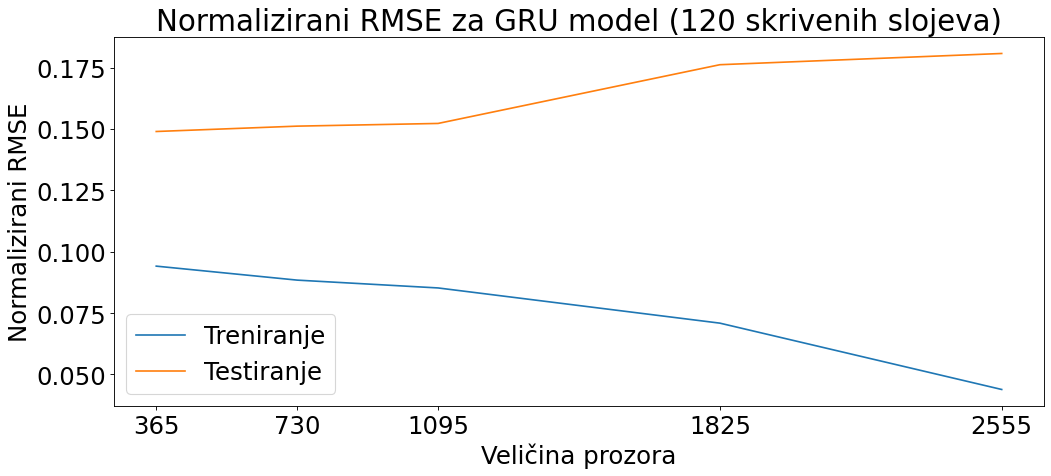 Normalizirani RMSE za GRU model (120 skrivenih slojeva)
Normalizirani RMSE
0.175
0.150
0.125
0.100
0.075
0.050
Treniranje
Testiranje
365 730 1095 1825 2555
Veličina prozora